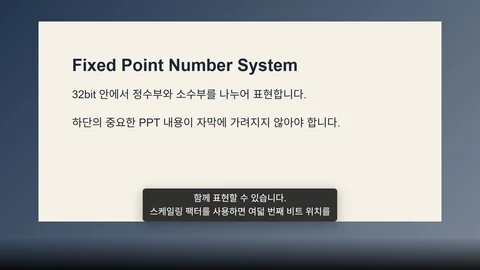 Fixed Point Number System
32bit 안에서 정수부와 소수부를 나누어 표현합니다.
하단의 중요한 PPT 내용이 자막에 가려지지 않아야 합니다.
함께 표현할 수 있습니다.
스케일링 팩터를 사용하면 여덟 번째 비트 위치를